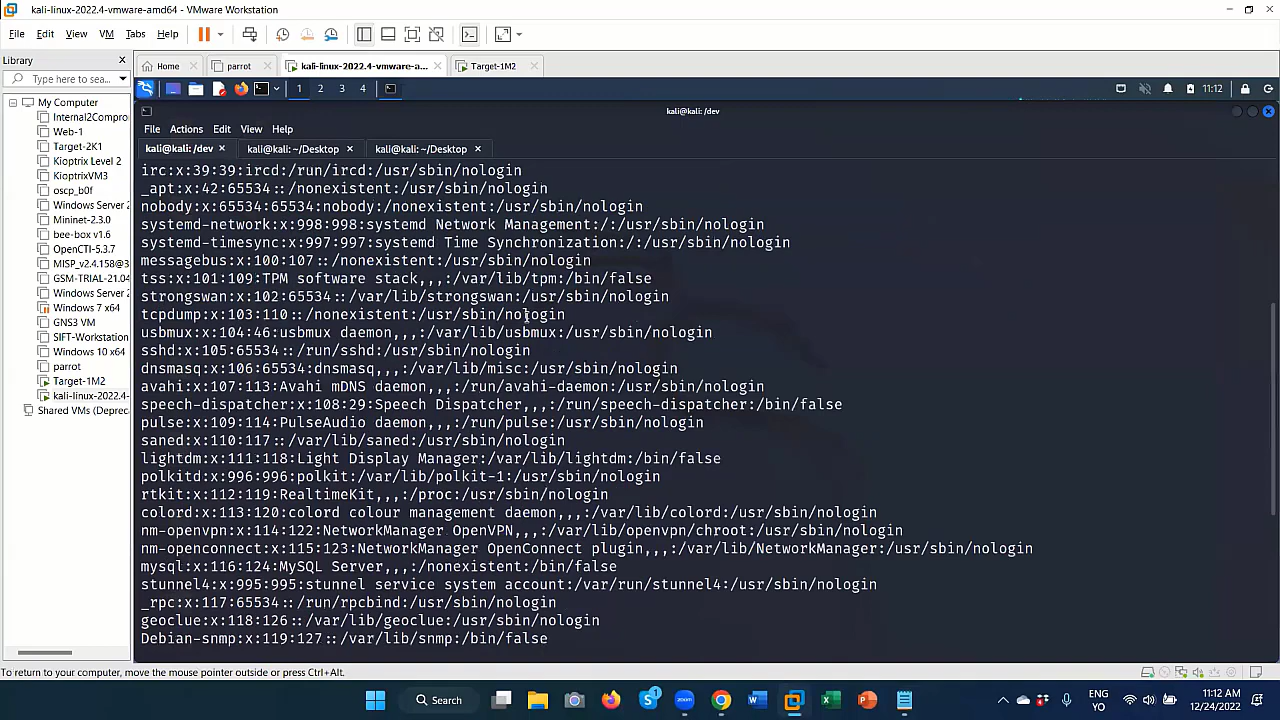 kali-linux-2022.4-vmware-amd64 - VMware Workstation
File Edit View VM Tabs Help
Library
Type here to sea...
Home
parrot
kali-linux-2022.4-vmware-a...
Target-1M2
My Computer
Internal2Compro
Web-1
Target-2K1
Kioptrix Level 2
KioptrixVM3
oscp_b0f
Windows Server 2
Mininet-2.3.0
bee-box v1.6
OpenCTI-5.3.7
MISP_v2.4.158@3
GSM-TRIAL-21.04
Windows Server 2
Windows 7 x64
GNS3 VM
SIFT-Workstation
Windows 10 x64
parrot
Target-1M2
kali-linux-2022.4-
Shared VMs (Deprec
1 2 3 4
11:12
kali@kali: /dev
File Actions Edit View Help
kali@kali: /dev
kali@kali: ~/Desktop
kali@kali: ~/Desktop
irc:x:39:39:ircd:/run/ircd:/usr/sbin/nologin
_apt:x:42:65534::/nonexistent:/usr/sbin/nologin
nobody:x:65534:65534:nobody:/nonexistent:/usr/sbin/nologin
systemd-network:x:998:998:systemd Network Management:/:/usr/sbin/nologin
systemd-timesync:x:997:997:systemd Time Synchronization:/:/usr/sbin/nologin
messagebus:x:100:107::/nonexistent:/usr/sbin/nologin
tss:x:101:109:TPM software stack,,,:/var/lib/tpm:/bin/false
strongswan:x:102:65534::/var/lib/strongswan:/usr/sbin/nologin
tcpdump:x:103:110::/nonexistent:/usr/sbin/nologin
usbmux:x:104:46:usbmux daemon,,,:/var/lib/usbmux:/usr/sbin/nologin
sshd:x:105:65534::/run/sshd:/usr/sbin/nologin
dnsmasq:x:106:65534:dnsmasq,,,:/var/lib/misc:/usr/sbin/nologin
avahi:x:107:113:Avahi mDNS daemon,,,:/run/avahi-daemon:/usr/sbin/nologin
speech-dispatcher:x:108:29:Speech Dispatcher,,,:/run/speech-dispatcher:/bin/false
pulse:x:109:114:PulseAudio daemon,,,:/run/pulse:/usr/sbin/nologin
saned:x:110:117::/var/lib/saned:/usr/sbin/nologin
lightdm:x:111:118:Light Display Manager:/var/lib/lightdm:/bin/false
polkitd:x:996:996:polkit:/var/lib/polkit-1:/usr/sbin/nologin
rtkit:x:112:119:RealtimeKit,,,:/proc:/usr/sbin/nologin
colord:x:113:120:colord colour management daemon,,,:/var/lib/colord:/usr/sbin/nologin
nm-openvpn:x:114:122:NetworkManager OpenVPN,,,:/var/lib/openvpn/chroot:/usr/sbin/nologin
nm-openconnect:x:115:123:NetworkManager OpenConnect plugin,,,:/var/lib/NetworkManager:/usr/sbin/nologin
mysql:x:116:124:MySQL Server,,,:/nonexistent:/bin/false
stunnel4:x:995:995:stunnel service system account:/var/run/stunnel4:/usr/sbin/nologin
_rpc:x:117:65534::/run/rpcbind:/usr/sbin/nologin
geoclue:x:118:126::/var/lib/geoclue:/usr/sbin/nologin
Debian-snmp:x:119:127::/var/lib/snmp:/bin/false
To return to your computer, move the mouse pointer outside or press Ctrl+Alt.
Search
ENG
YO
11:12 AM
12/24/2022